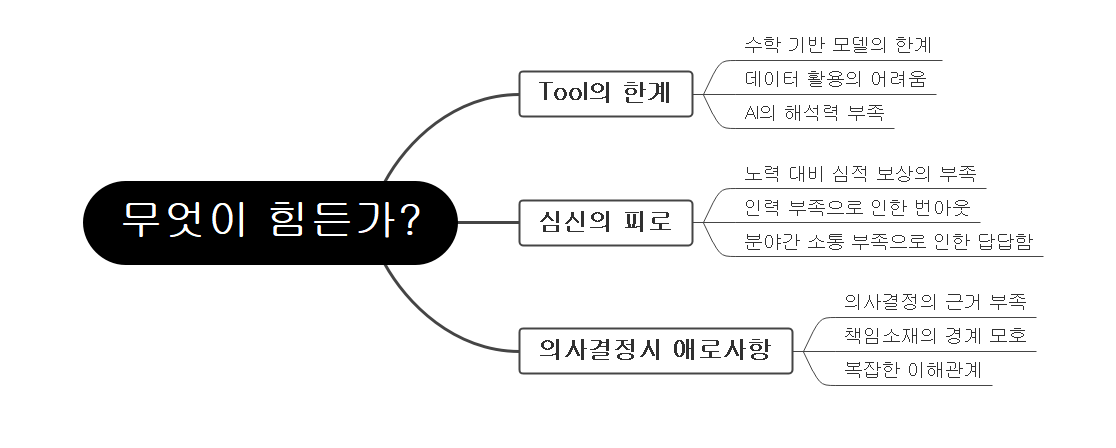 무엇이 힘든가?
Tool의 한계
수학 기반 모델의 한계
데이터 활용의 어려움
AI의 해석력 부족
심신의 피로
노력 대비 심적 보상의 부족
인력 부족으로 인한 번아웃
분야간 소통 부족으로 인한 답답함
의사결정시 애로사항
의사결정의 근거 부족
책임소재의 경계 모호
복잡한 이해관계